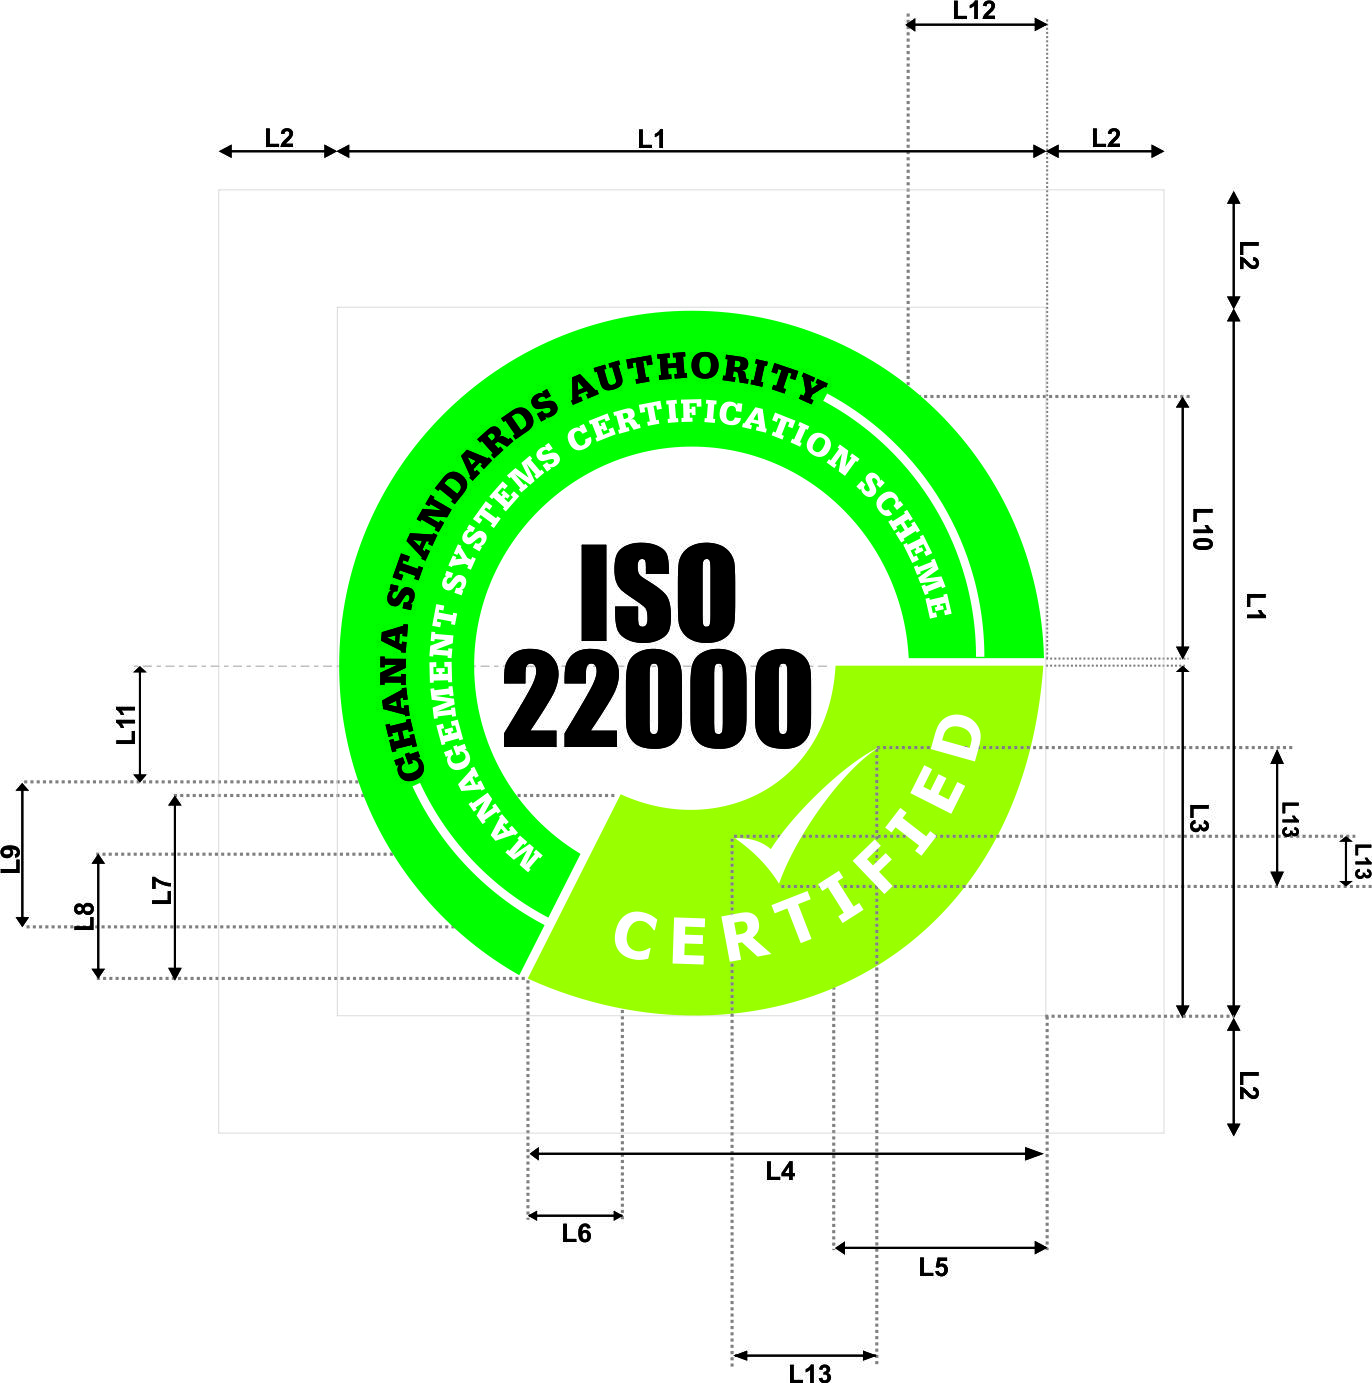 L12
L2
L1
L2
L2
GHANA STANDARDS AUTHORITY
MANAGEMENT SYSTEMS CERTIFICATION SCHEME
L10
ISO
22000
L1
L11
L3
L13
L13
L9
L7
L8
CERTIFIED
L2
L4
L6
L5
L13